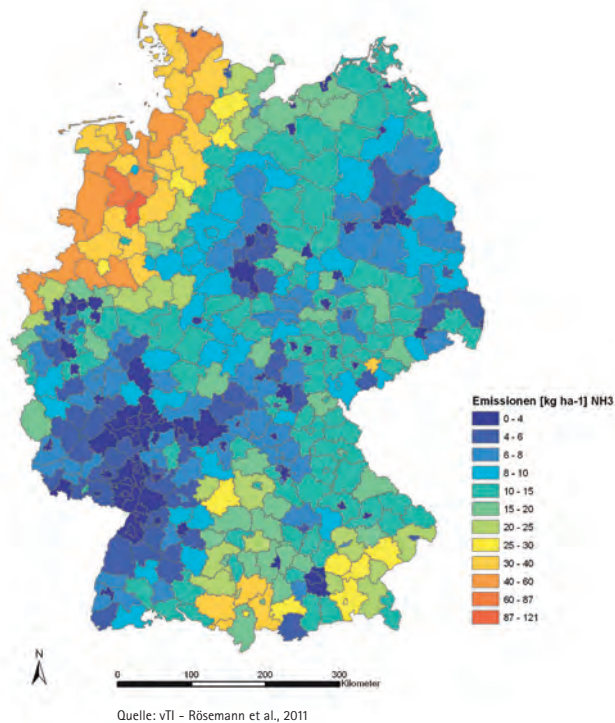 Emissionen [kg ha-1] NH3
0 - 4
4 - 6
6 - 8
8 - 10
10 - 15
15 - 20
20 - 25
25 - 30
30 - 40
40 - 60
60 - 87
87 - 121
N
0 100 200 300
Kilometer
Quelle: vTI - Rösemann et al., 2011